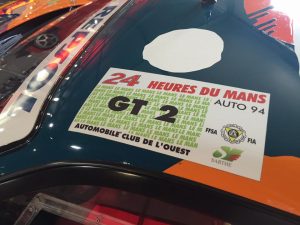 24 HEURES DU MANS
AUTO 94
GT 2
FFSA
FIA
AUTOMOBILE CLUB DE L'OUEST
SARTHE